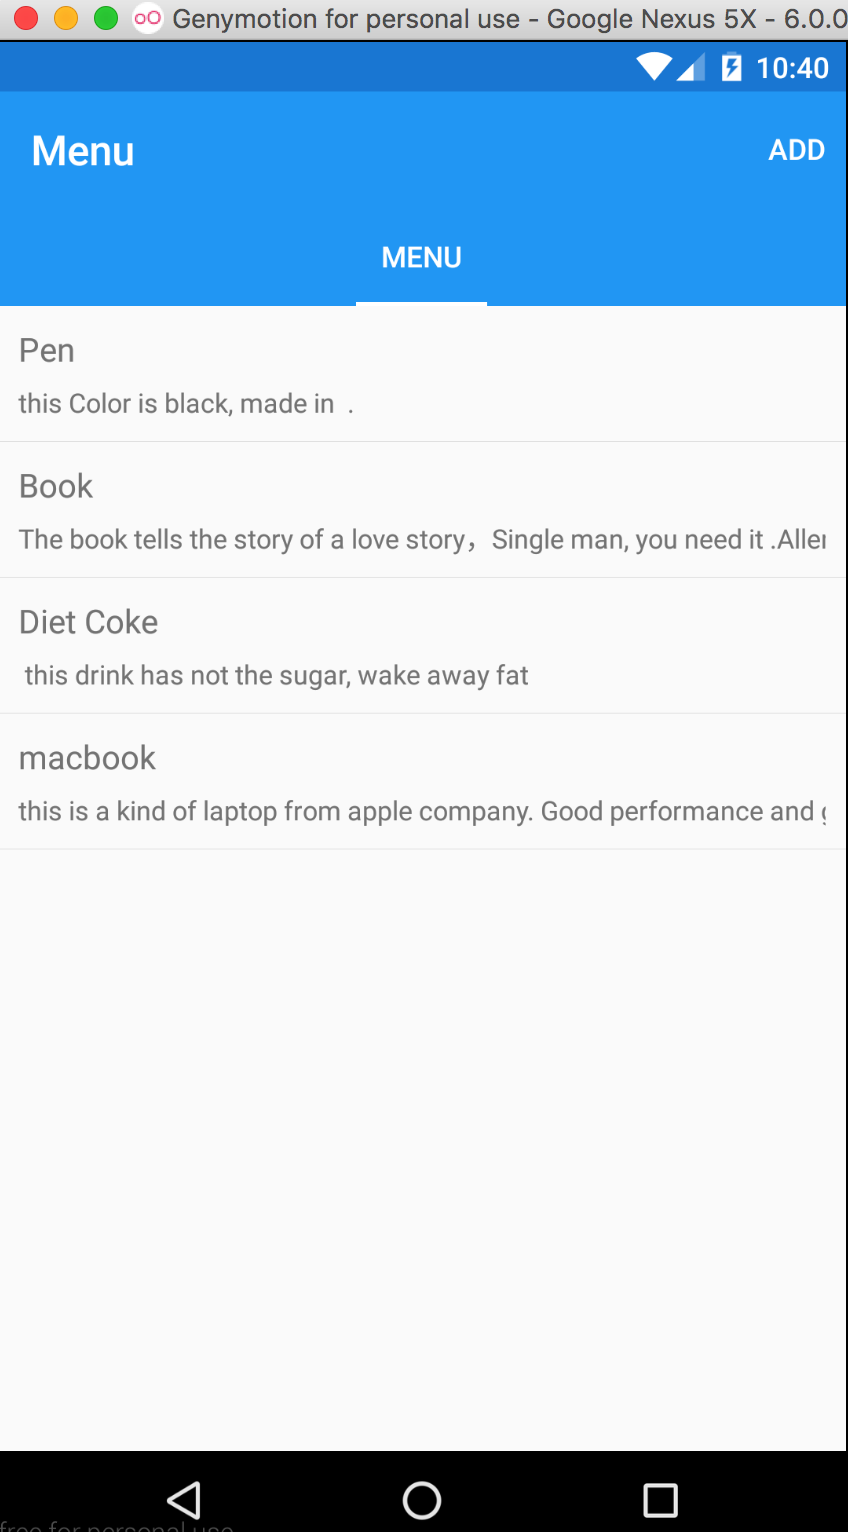 Genymotion for personal use - Google Nexus 5X - 6.0.0
10:40
Menu
ADD
MENU
Pen
this Color is black, made in  .
Book
The book tells the story of a love story，Single man, you need it .Aller
Diet Coke
this drink has not the sugar, wake away fat
macbook
this is a kind of laptop from apple company. Good performance and
free for personal use